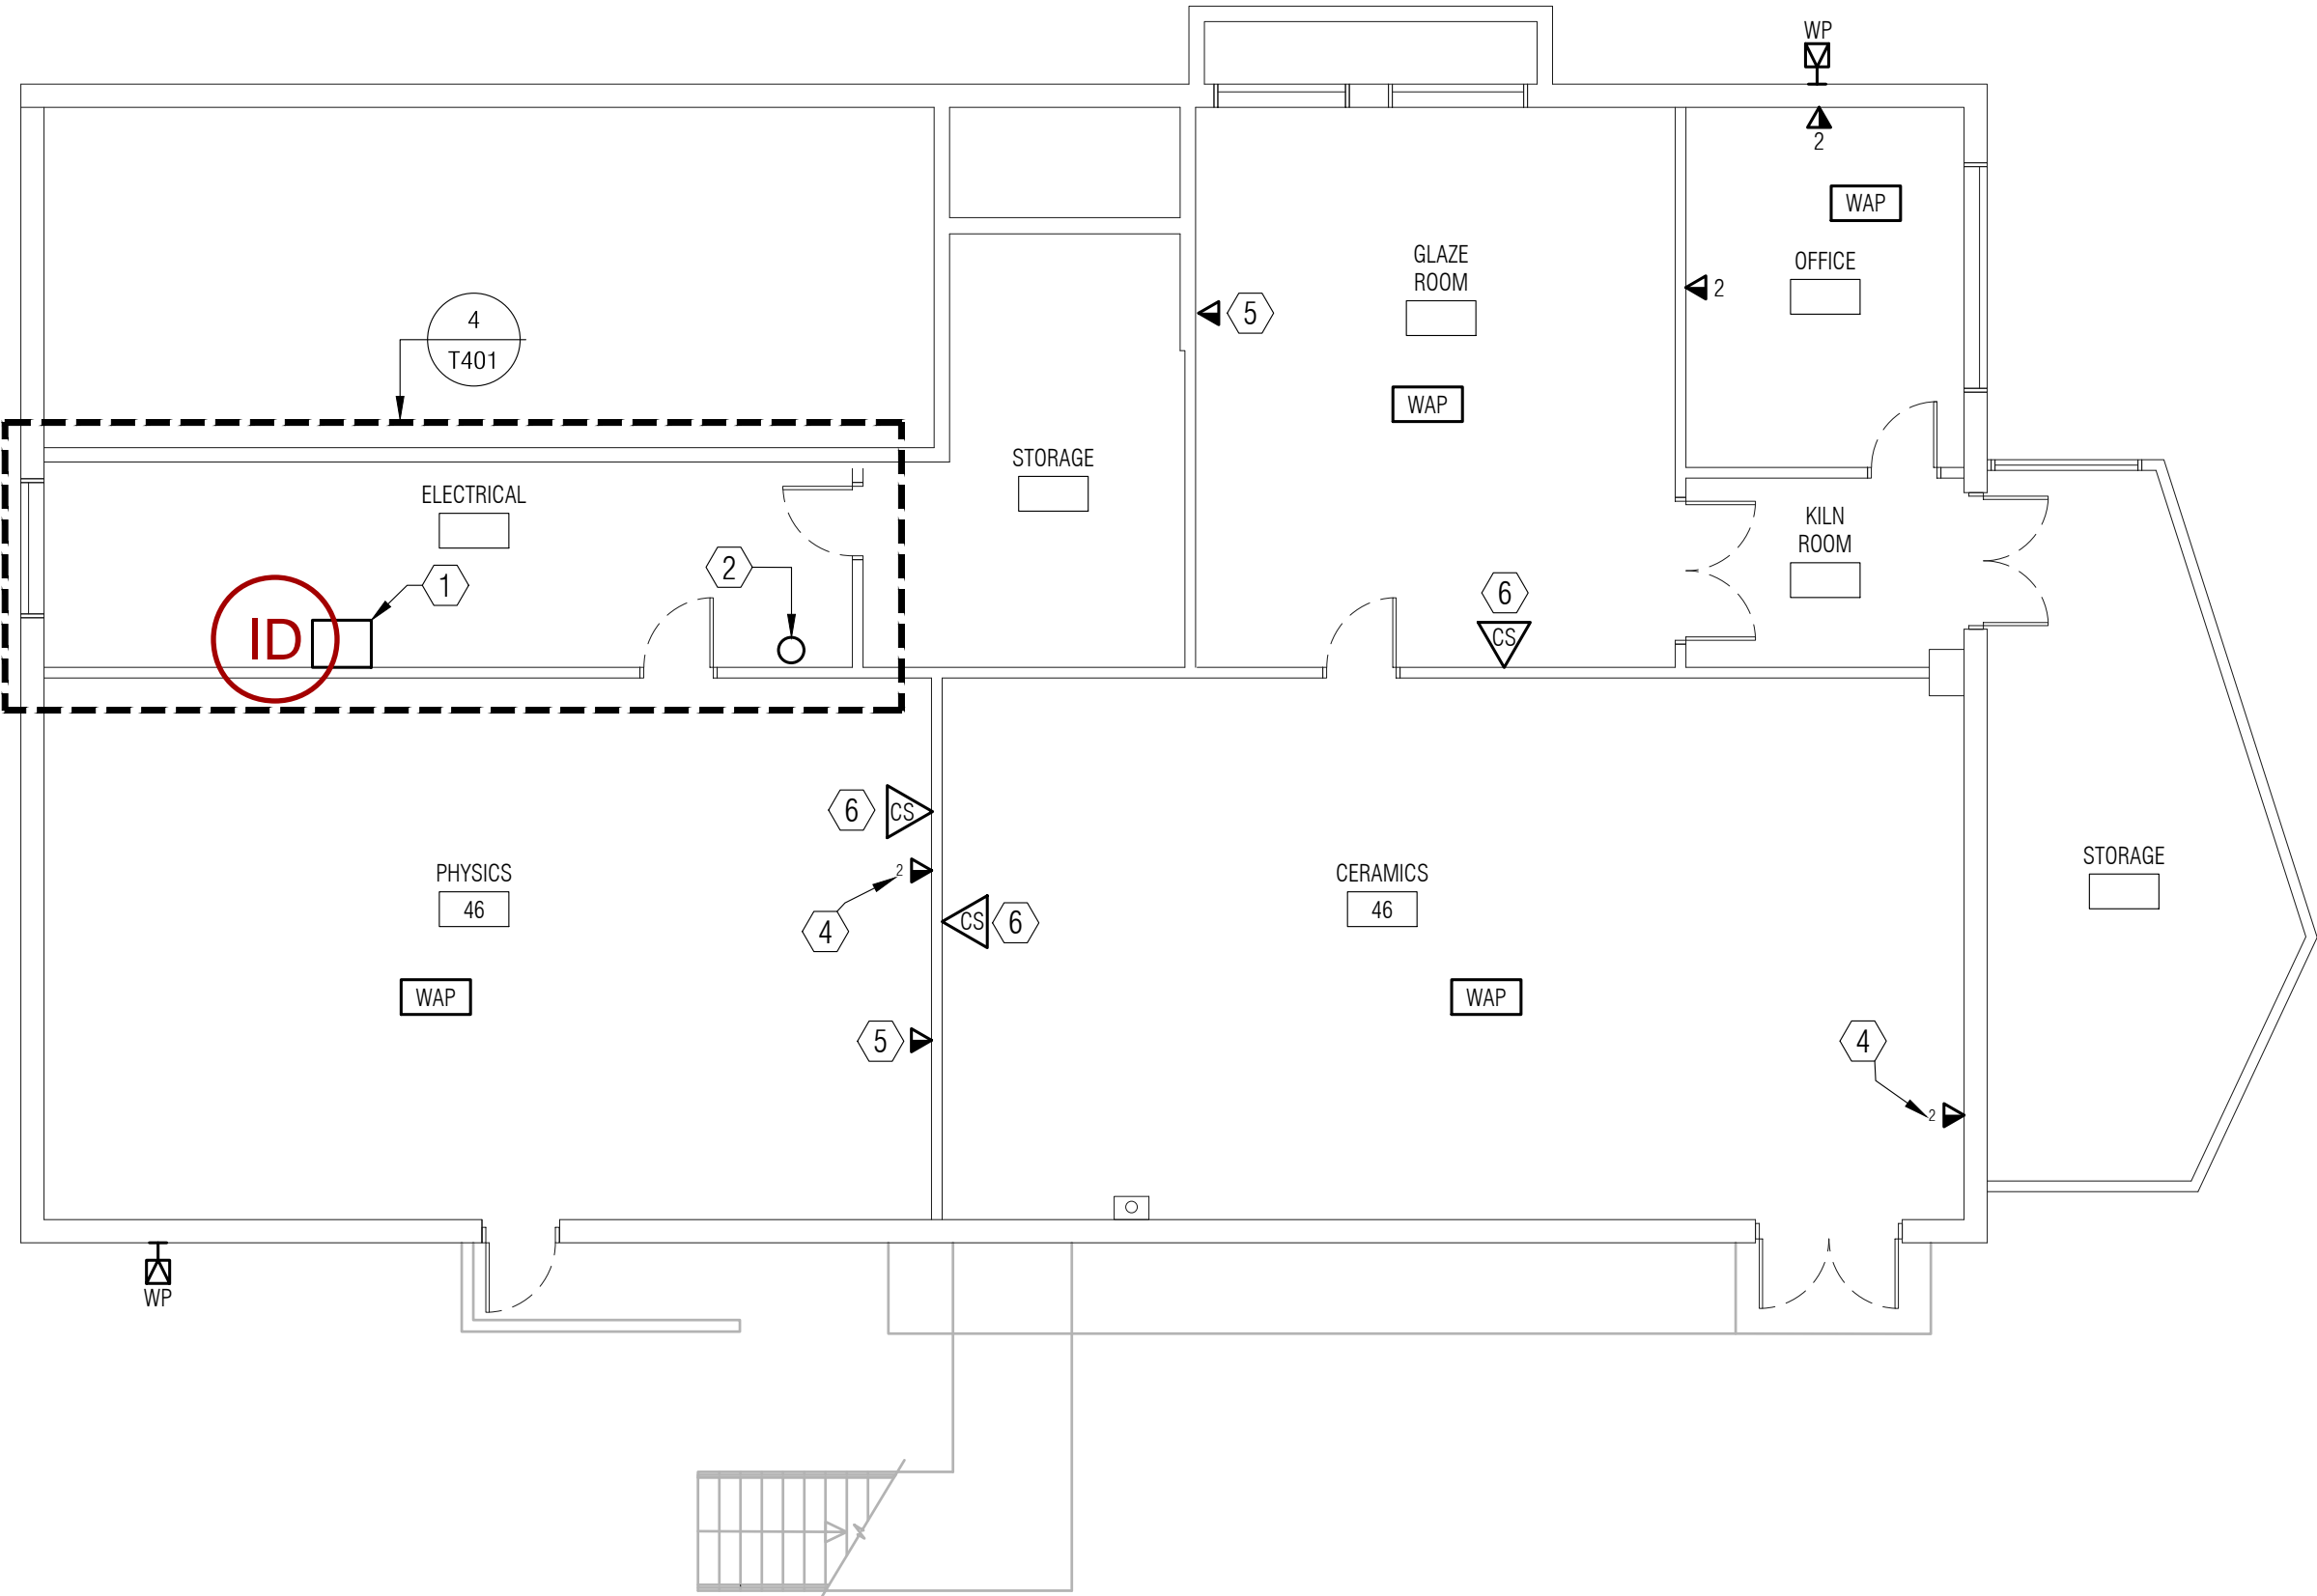 WP
2
WAP
GLAZE
ROOM
OFFICE
2
5
4
T401
WAP
STORAGE
ELECTRICAL
KILN
ROOM
2
1
6
CS
ID
6
CS
2
PHYSICS
46
CERAMICS
46
STORAGE
4
CS
6
WAP
WAP
5
4
2
WP